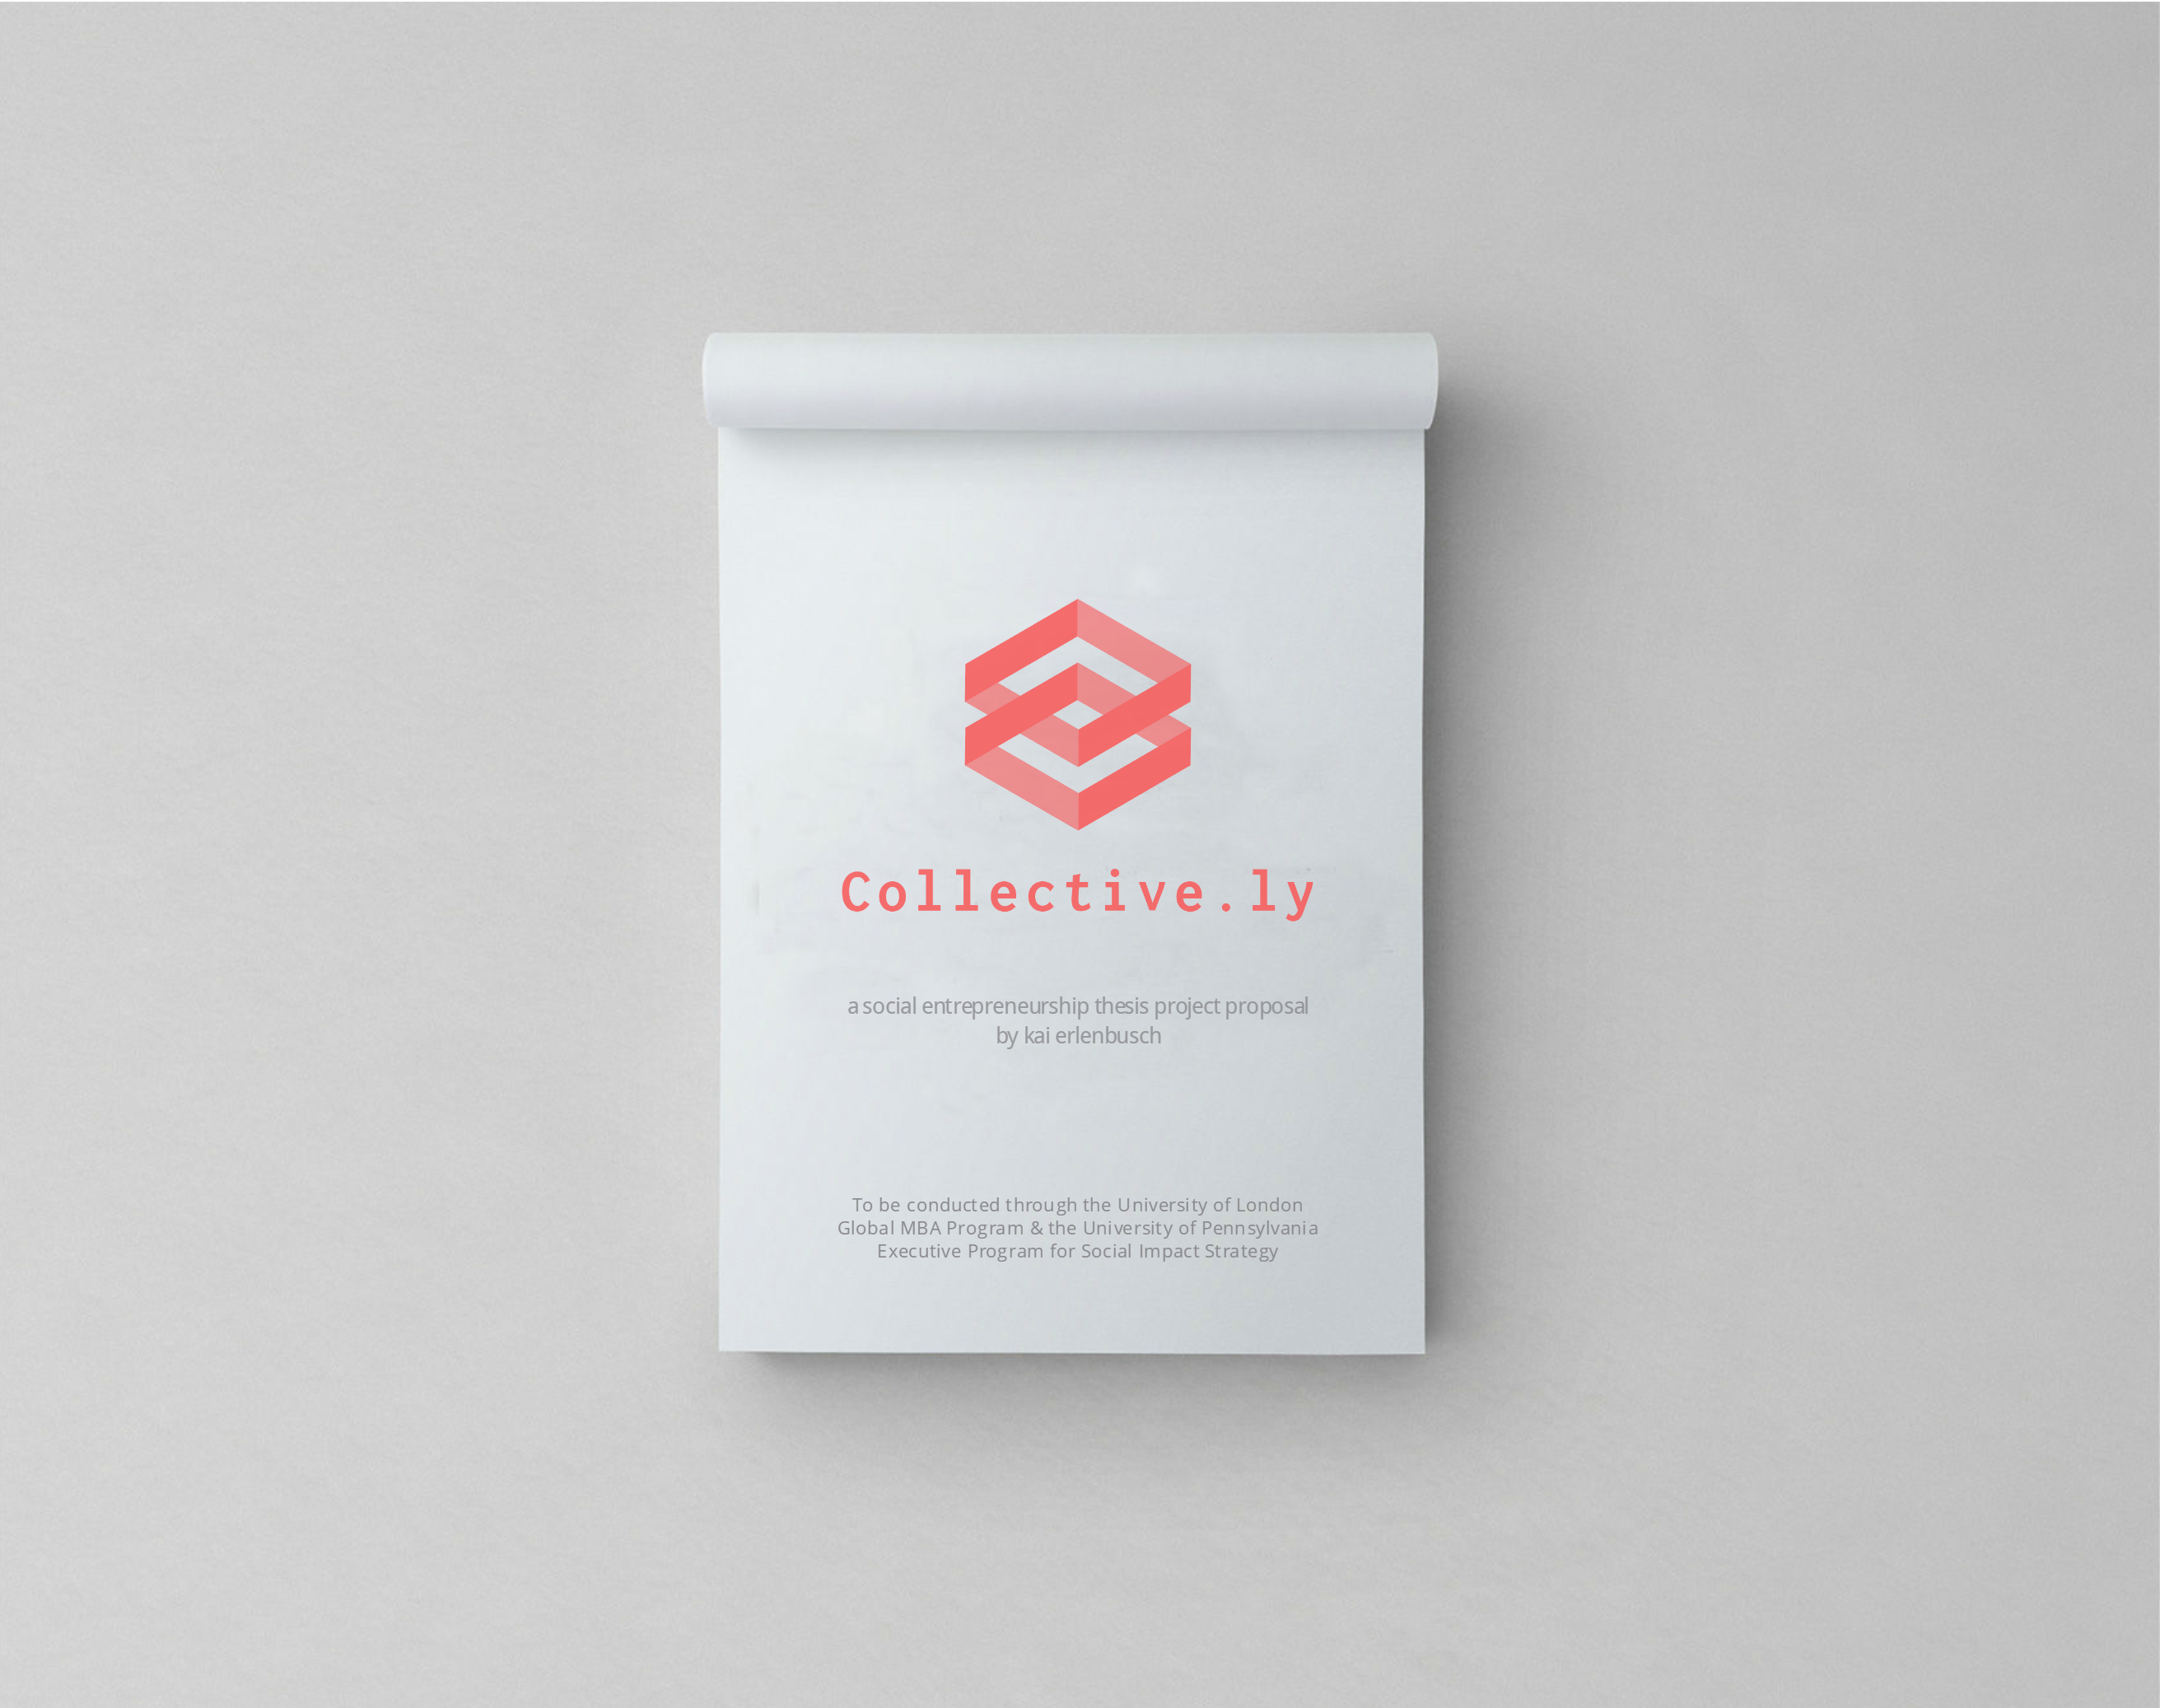 Collective.ly
a social entrepreneurship thesis project proposal
by kai erlenbusch
To be conducted through the University of London
Global MBA Program & the University of Pennsylvania
Executive Program for Social Impact Strategy